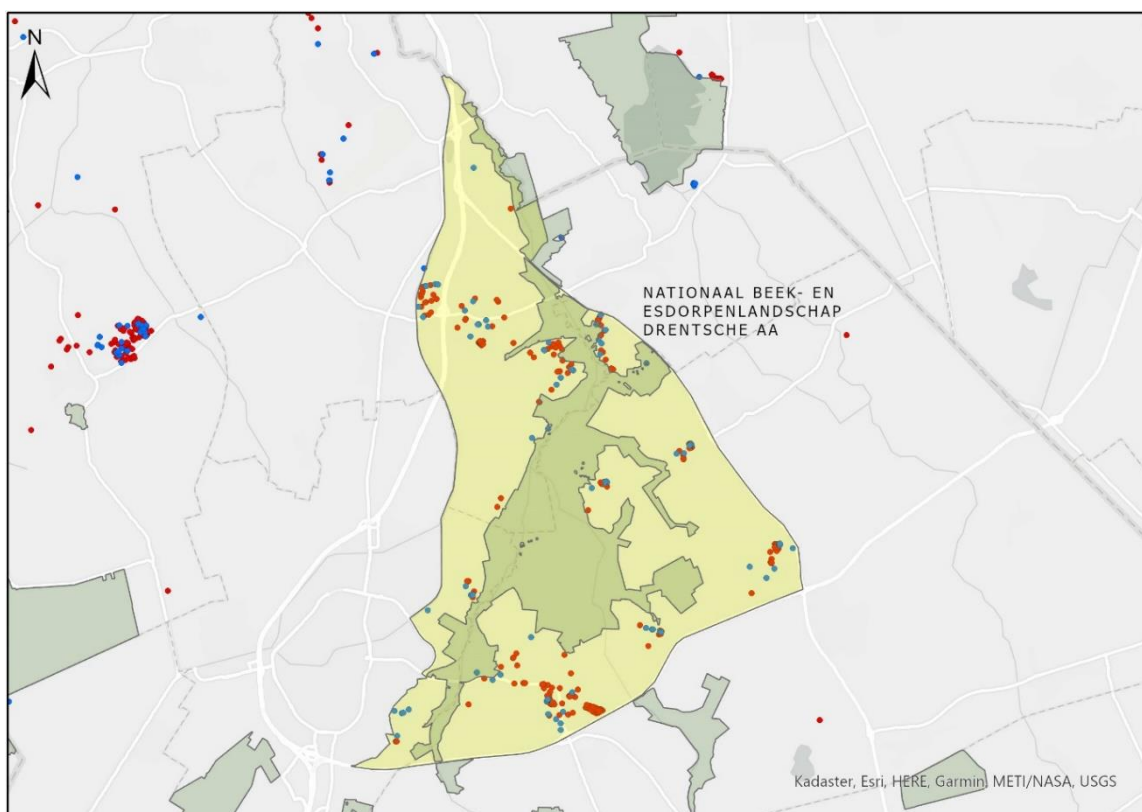 N
NATIONAAL BEEK- EN
ESDORPENLANDSCHAP
DRENTSCHE AA
Kadaster, Esri, HERE, Garmin, METI/NASA, USGS